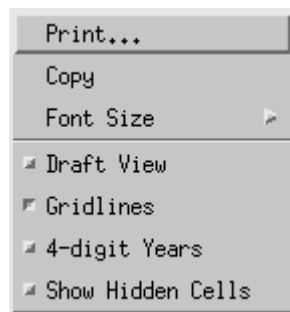 Print...
Copy
Font Size
Draft View
Gridlines
4-digit Years
Show Hidden Cells